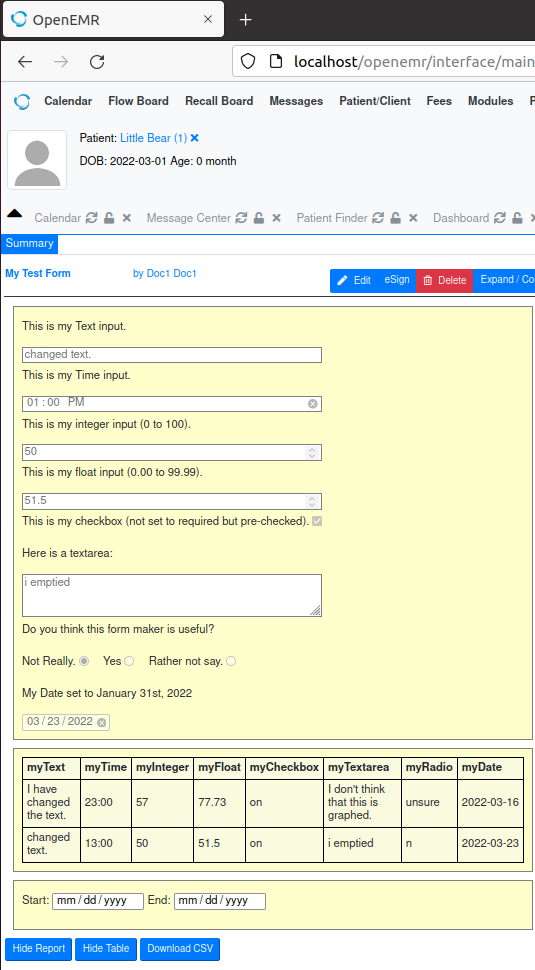 OpenEMR
localhost/openemr/interface/main
Calendar Flow Board Recall Board Messages Patient/Client Fees Modules P
Patient: Little Bear (1)
DOB: 2022-03-01 Age: 0 month
Calendar Message Center Patient Finder Dashboard
Summary
My Test Form by Doc1 Doc1 Edit eSign Delete Expand / Co
This is my Text input.
changed text.
This is my Time input.
01:00 PM
This is my integer input (0 to 100).
50
This is my float input (0.00 to 99.99).
51.5
This is my checkbox (not set to required but pre-checked).
Here is a textarea:
i emptied
Do you think this form maker is useful?
Not Really. Yes Rather not say.
My Date set to January 31st, 2022
03/23/2022
myText myTime myInteger myFloat myCheckbox myTextarea myRadio myDate
I have changed the text. 23:00 57 77.73 on I don't think that this is graphed. unsure 2022-03-16
changed text. 13:00 50 51.5 on i emptied n 2022-03-23
Start: mm/dd/yyyy End: mm/dd/yyyy
Hide Report Hide Table Download CSV